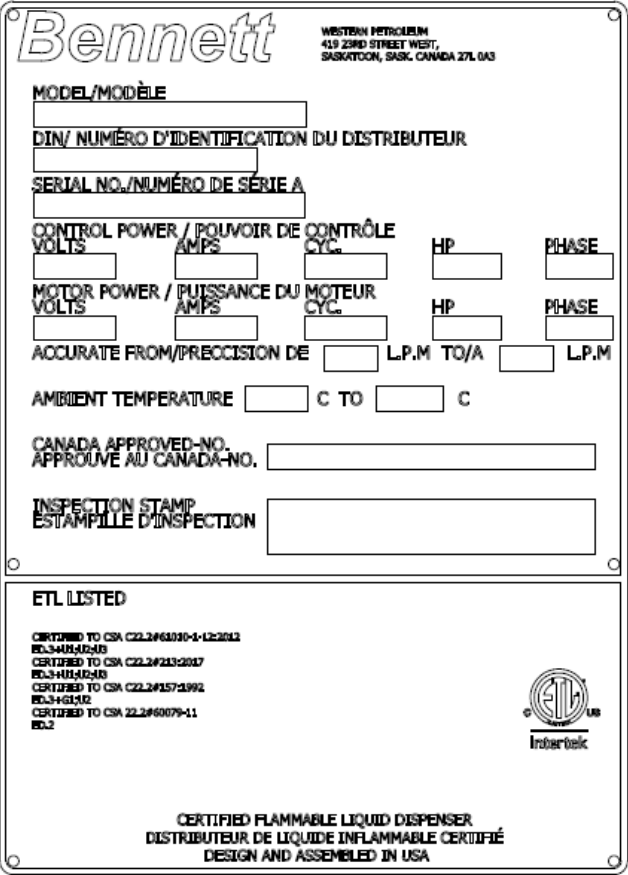 Bennett
WESTERN PETROLEUM
419 23RD STREET WEST,
SASKATOON, SASK. CANADA 27L 0A3
MODEL/MODÈLE
DIN/ NUMÉRO D'IDENTIFICATION DU DISTRIBUTEUR
SERIAL NO./NUMÉRO DE SÉRIE A
CONTROL POWER / POUVOIR DE CONTRÔLE
VOLTS AMPS CYC. HP PHASE
MOTOR POWER / PUISSANCE DU MOTEUR
VOLTS AMPS CYC. HP PHASE
ACCURATE FROM/PRECCISION DE L.P.M TO/A L.P.M
AMBIENT TEMPERATURE C TO C
CANADA APPROVED-NO.
APPROUVE AU CANADA-NO.
INSPECTION STAMP
ESTAMPILLE D'INSPECTION
ETL LISTED
CERTIFIED TO CSA C22.2#61010-1-12:2012
ED.3+U1;U2;U3
CERTIFIED TO CSA C22.2#213:2017
ED.3+U1;U2;U3
CERTIFIED TO CSA C22.2#157:1992
ED.3+G1;U2
CERTIFIED TO CSA 22.2#60079-11
ED.2
ETL
C US
Intertek
CERTIFIED FLAMMABLE LIQUID DISPENSER
DISTRIBUTEUR DE LIQUIDE INFLAMMABLE CERTIFIÉ
DESIGN AND ASSEMBLED IN USA